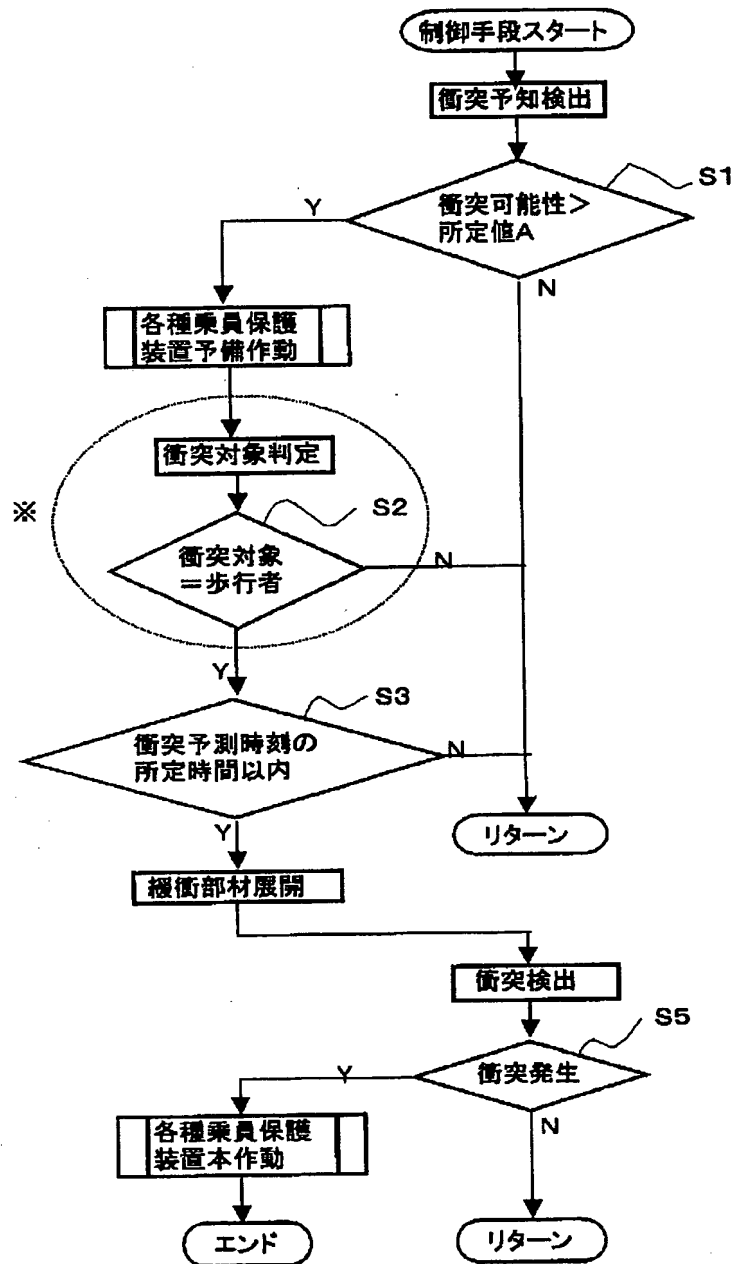 制御手段スタート
衝突予知検出
S1
衝突可能性＞
所定値A
Y
N
各種乗員保護
装置予備作動
衝突対象判定
※
S2
衝突対象
＝歩行者
N
Y
S3
衝突予測時刻の
所定時間以内
N
Y
リターン
緩衝部材展開
衝突検出
S5
衝突発生
Y
N
各種乗員保護
装置本作動
エンド
リターン